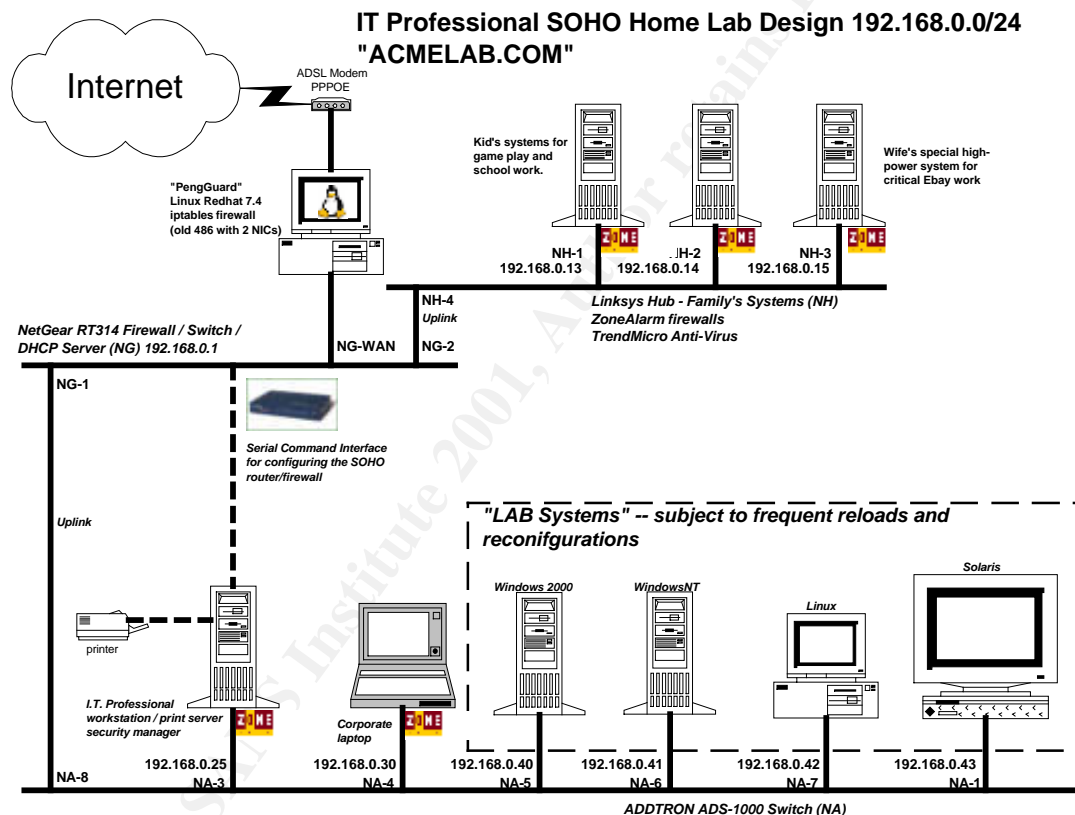 IT Professional SOHO Home Lab Design 192.168.0.0/24
"ACMELAB.COM"
Internet
ADSL Modem
PPPOE
"PengGuard"
Linux Redhat 7.4
iptables firewall
(old 486 with 2 NICs)
Kid's systems for
game play and
school work.
Wife's special high-
power system for
critical Ebay work
NH-1
192.168.0.13
192.168.0.14
NH-3
192.168.0.15
NH-4
Uplink
Linksys Hub - Family's Systems (NH)
ZoneAlarm firewalls
TrendMicro Anti-Virus
NetGear RT314 Firewall / Switch /
DHCP Server (NG) 192.168.0.1
NG-WAN
NG-2
NG-1
Serial Command Interface
for configuring the SOHO
router/firewall
Uplink
"LAB Systems" -- subject to frequent reloads and
reconifgurations
Windows 2000
WindowsNT
Linux
Solaris
printer
I.T. Professional
workstation / print server
security manager
Corporate
laptop
192.168.0.25
192.168.0.30
192.168.0.40
192.168.0.41
192.168.0.42
192.168.0.43
NA-8
NA-3
NA-4
NA-5
NA-6
NA-7
NA-1
ADDTRON ADS-1000 Switch (NA)
SANS Institute 2001, Author retains